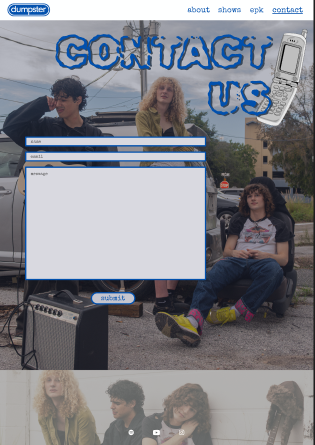 dumpster
about shows epk contact
CONTACT
US
name
email
message
submit